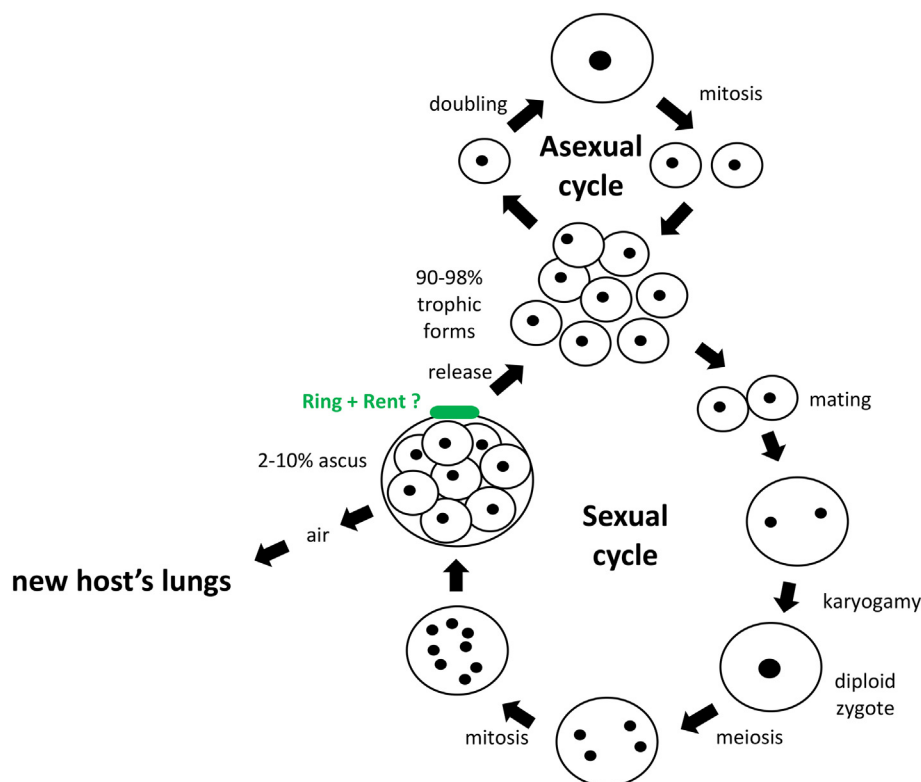 doubling
mitosis
Asexual
cycle
90-98%
trophic
forms
release
Ring + Rent ?
mating
2-10% ascus
Sexual
cycle
air
new host's lungs
karyogamy
diploid
zygote
mitosis
meiosis